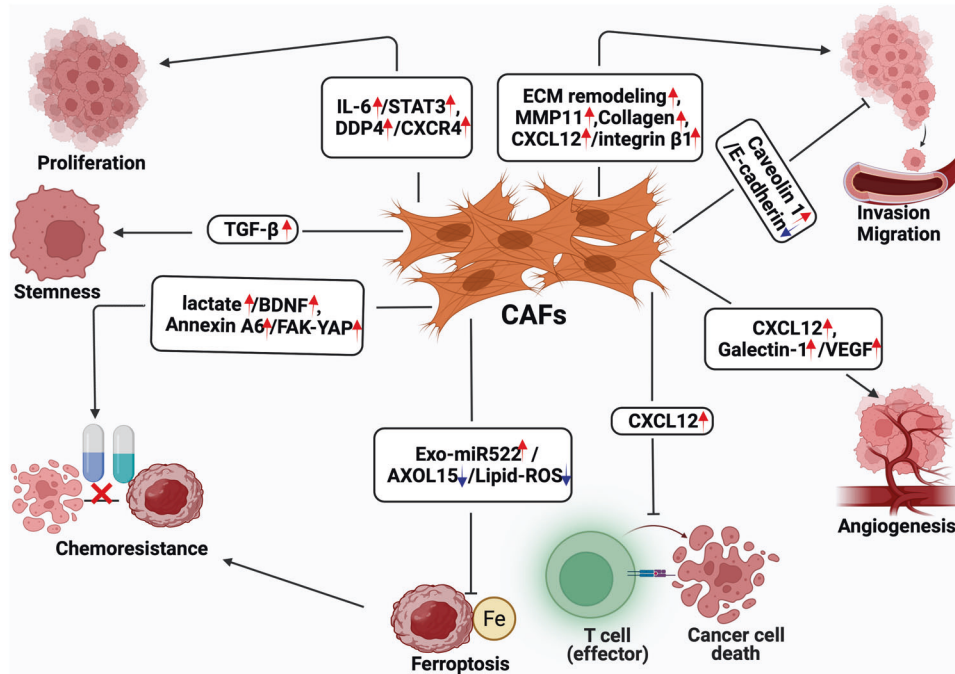 IL-6/STAT3,
DDP4/CXCR4
ECM remodeling,
MMP11,Collagen,
CXCL12/integrin β1
Caveolin 1
/E-cadherin
Proliferation
Invasion
Migration
TGF-β
Stemness
CAFs
lactate/BDNF,
Annexin A6/FAK-YAP
CXCL12,
Galectin-1/VEGF
CXCL12
Exo-miR522/
AXOL15/Lipid-ROS
Angiogenesis
Chemoresistance
Fe
Ferroptosis
T cell
(effector)
Cancer cell
death